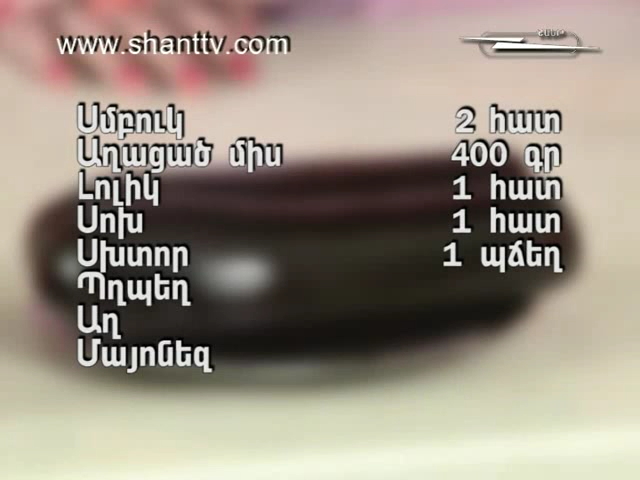 www.shanttv.com
ՇԱՆԹ
Սմբուկ 2 հատ
Աղացած միս 400 գր
Լոլիկ 1 հատ
Սոխ 1 հատ
Սխտոր 1 պճեղ
Պղպեղ
Աղ
Մայոնեզ